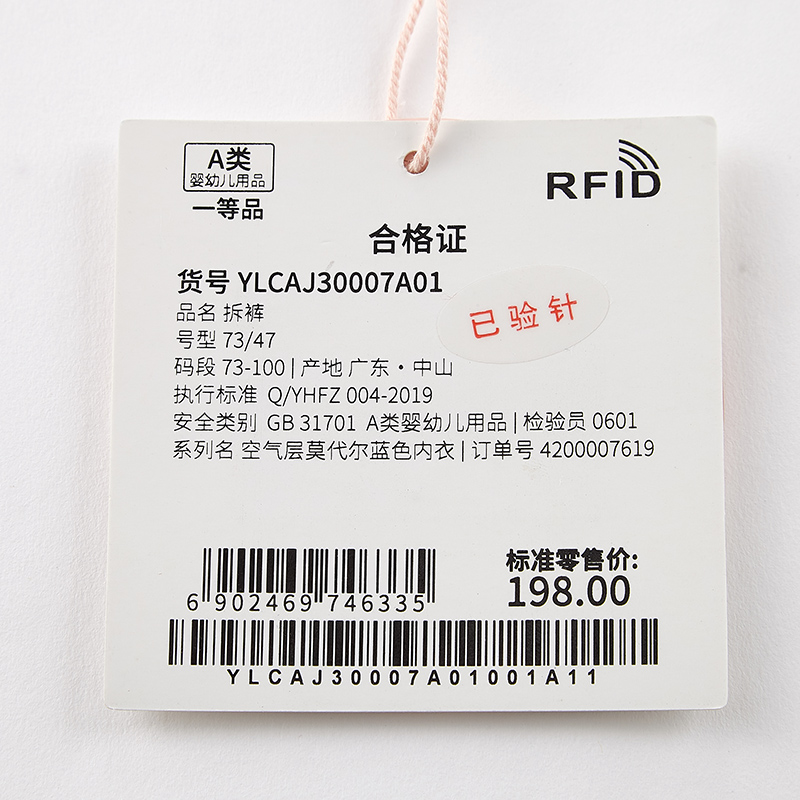 A类
婴幼儿用品
一等品
RFID
合格证
货号 YLCAJ30007A01
品名 拆裤
号型 73/47
已验针
码段 73-100 | 产地 广东·中山
执行标准 Q/YHFZ 004-2019
安全类别 GB 31701 A类婴幼儿用品 | 检验员 0601
系列名 空气层莫代尔蓝色内衣 | 订单号 4200007619
标准零售价:
198.00
6 902469 746335
YLCAJ30007A01001A11